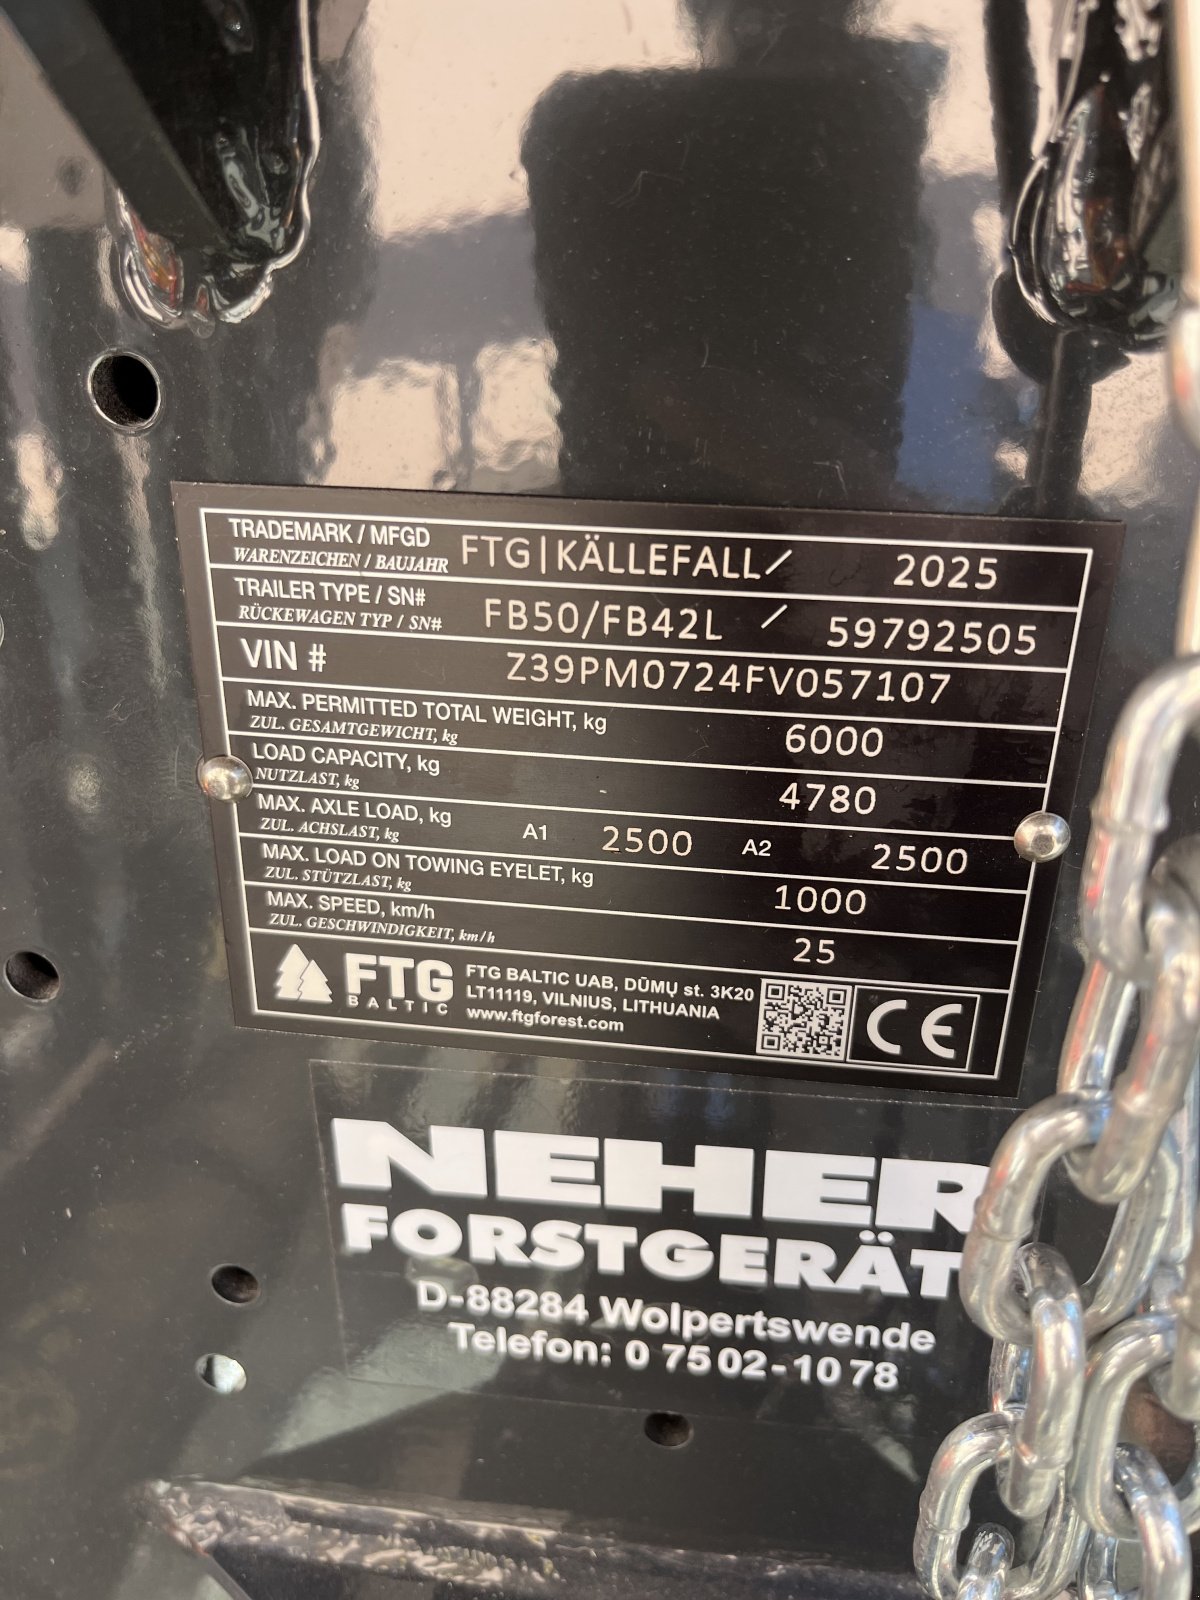 TRADEMARK / MFGD
WARENZEICHEN / BAUJAHR
FTG|KÄLLEFALL/ 2025
TRAILER TYPE / SN#
RÜCKEWAGEN TYP / SN#
FB50/FB42L / 59792505
VIN # Z39PM0724FV057107
MAX. PERMITTED TOTAL WEIGHT, kg
ZUL. GESAMTGEWICHT, kg
6000
LOAD CAPACITY, kg
NUTZLAST, kg
4780
MAX. AXLE LOAD, kg
ZUL. ACHSLAST, kg
A1 2500 A2 2500
MAX. LOAD ON TOWING EYELET, kg
ZUL. STÜTZLAST, kg
1000
MAX. SPEED, km/h
ZUL. GESCHWINDIGKEIT, km/h
25
FTG
BALTIC
FTG BALTIC UAB, DŪMŲ st. 3K20
LT11119, VILNIUS, LITHUANIA
www.ftgforest.com
CE
NEHER
FORSTGERÄT
D-88284 Wolpertswende
Telefon: 0 75 02-10 78